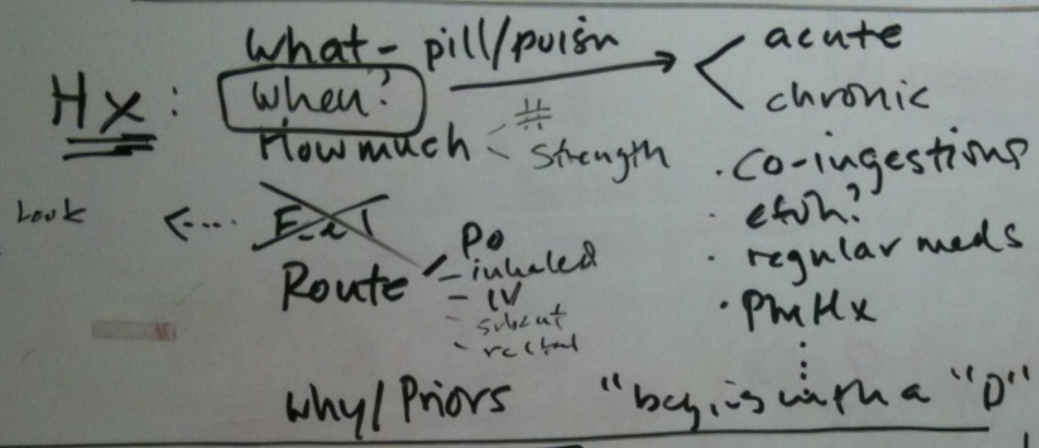 What - pill/poisn
Hx: When?
How much # Strength
acute
chronic
. Co-ingestions
. etoh?
. regular meds
. PmHx
Look
Route
Po
- inhaled
- IV
- subcut
- rectal
Why/Priors "begins with a "D"